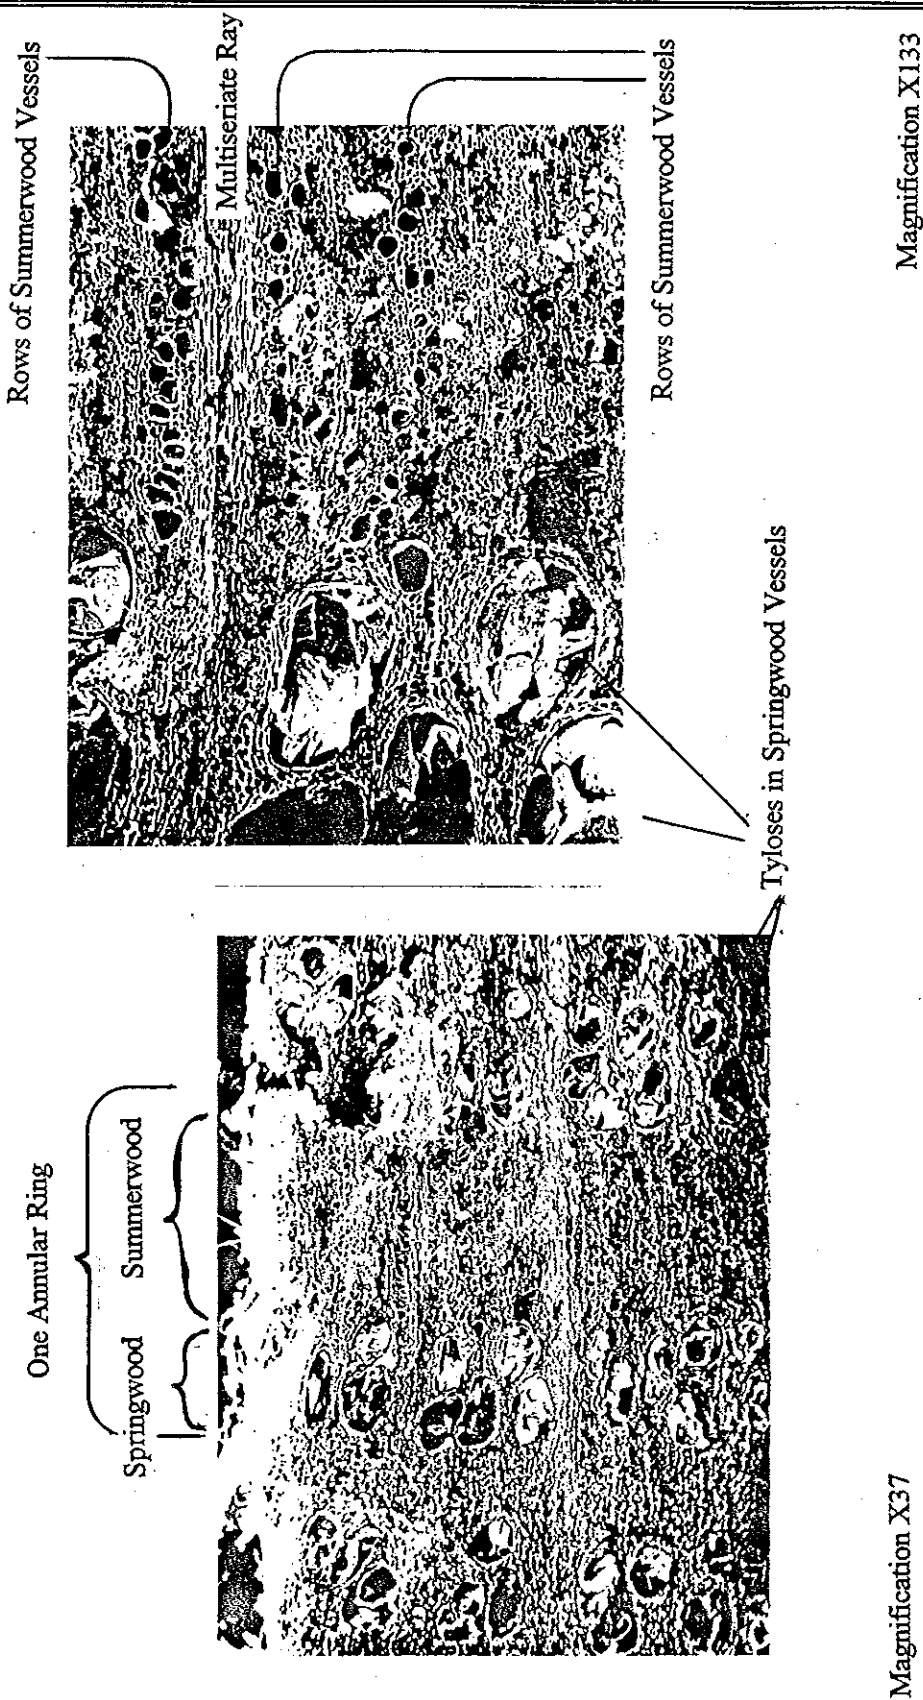 One Annular Ring
Springwood
Summerwood
Magnification X37
Tyloses in Springwood Vessels
Rows of Summerwood Vessels
Multiseriate Ray
Rows of Summerwood Vessels
Magnification X133